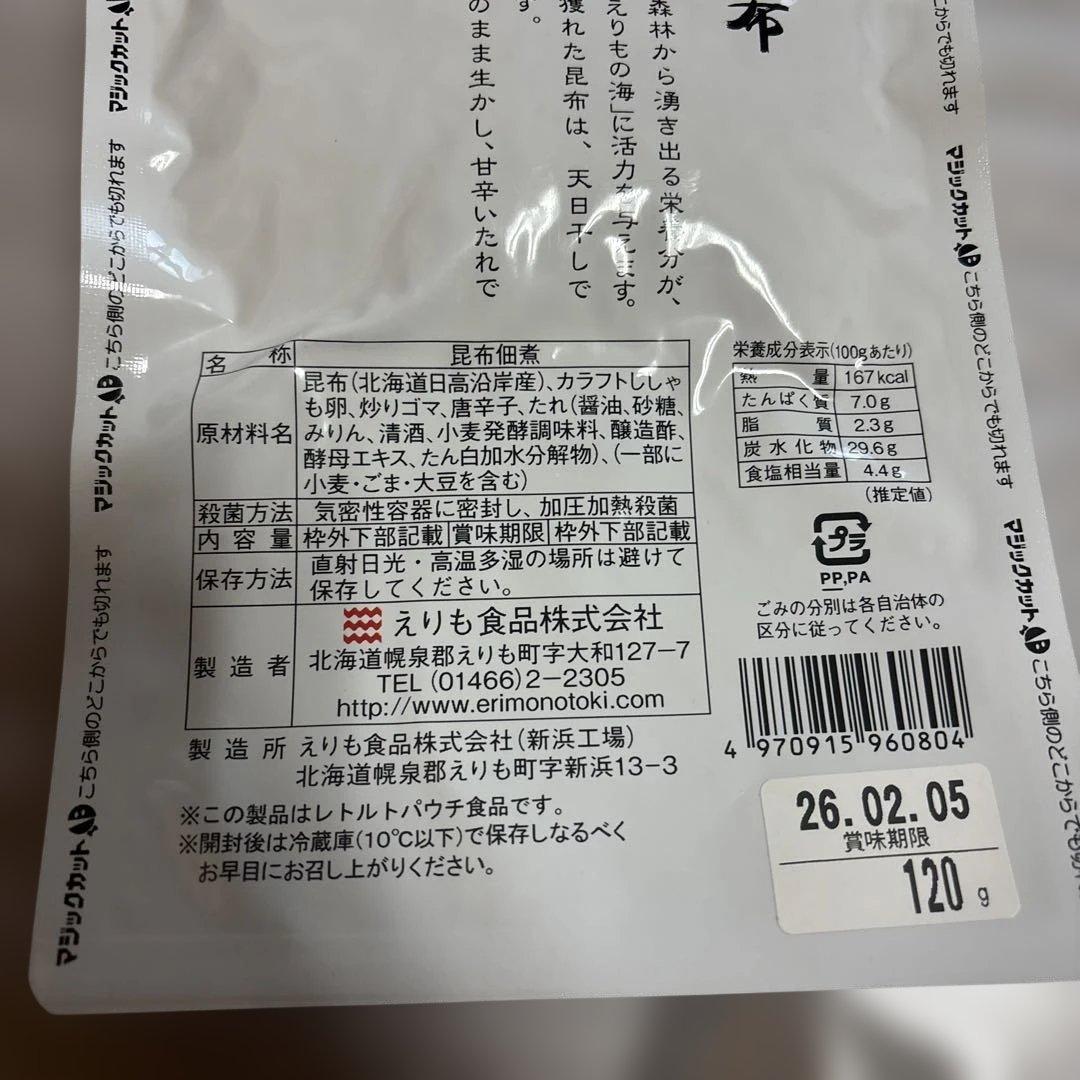 布
森林から湧き出る栄養分が、
えりもの海」に活力を与えます。
獲れた昆布は、天日干しで
のまま生かし、甘辛いたれで
す。
名称 昆布佃煮
原材料名 昆布(北海道日高沿岸産)、カラフトししゃ
も卵、炒りゴマ、唐辛子、たれ(醤油、砂糖、
みりん、清酒、小麦発酵調味料、醸造酢、
酵母エキス、たん白加水分解物)、(一部に
小麦・ごま・大豆を含む)
殺菌方法 気密性容器に密封し、加圧加熱殺菌
内容量 枠外下部記載 賞味期限 枠外下部記載
保存方法 直射日光・高温多湿の場所は避けて
保存してください。
製造者 えりも食品株式会社
北海道幌泉郡えりも町字大和127-7
TEL(01466)2-2305
http://www.erimonotoki.com
製造所 えりも食品株式会社(新浜工場)
北海道幌泉郡えりも町字新浜13-3
※この製品はレトルトパウチ食品です。
※開封後は冷蔵庫(10℃以下)で保存しなるべく
お早目にお召し上がりください。
栄養成分表示(100gあたり)
熱量 167kcal
たんぱく質 7.0g
脂質 2.3g
炭水化物 29.6g
食塩相当量 4.4g
(推定値)
プラ
PP,PA
ごみの分別は各自治体の
区分に従ってください。
4 970915 960804
26.02.05
賞味期限
120 g
マジックカット こちら側のどこからでも切れます
マジックカット こちら側のどこからでも切れます
マジックカット
どこからでも切れます
マジックカット こちら側のどこからでも切れます
マジックカット こちら側のどこからでも切れ